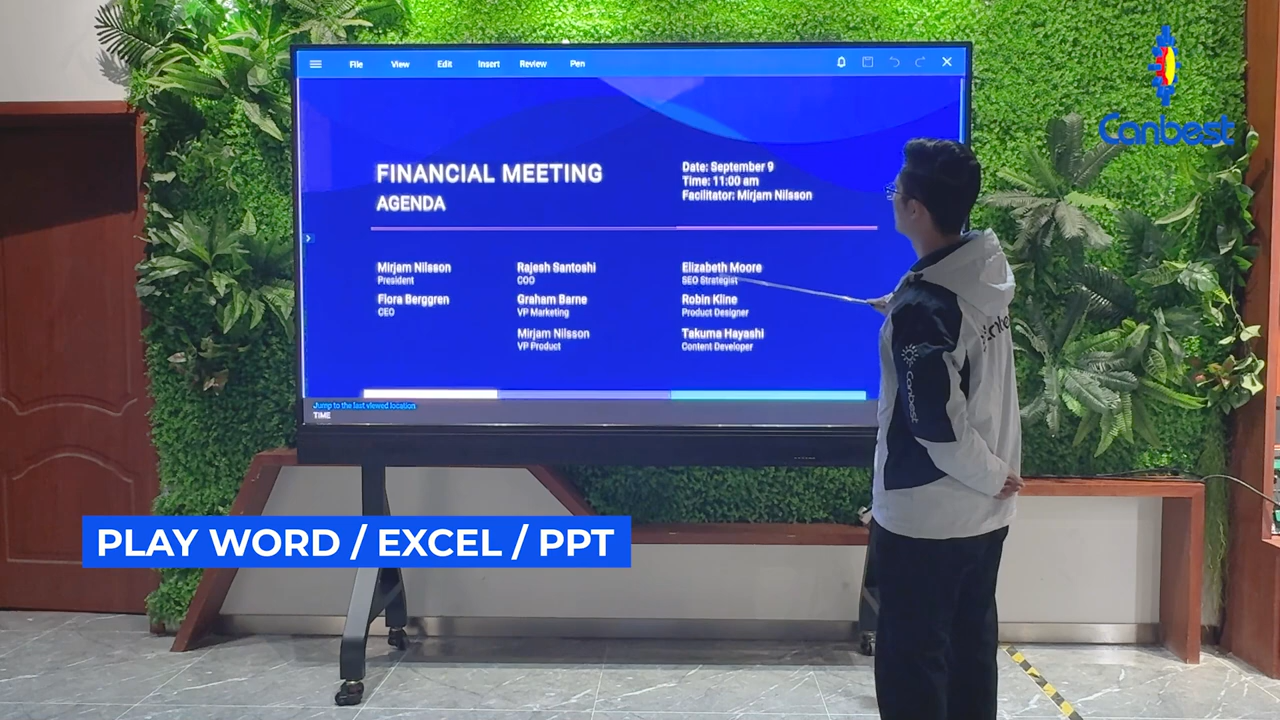 File View Edit Insert Review Pen
Canbest
FINANCIAL MEETING
AGENDA
Date: September 9
Time: 11:00 am
Facilitator: Mirjam Nilsson
Mirjam Nilsson
President
Flora Berggren
CEO
Rajesh Santoshi
COO
Graham Barne
VP Marketing
Mirjam Nilsson
VP Product
Elizabeth Moore
SEO Strategist
Robin Kline
Product Designer
Takuma Hayashi
Content Developer
Jump to the last viewed location
TIME
Canbest
PLAY WORD / EXCEL / PPT